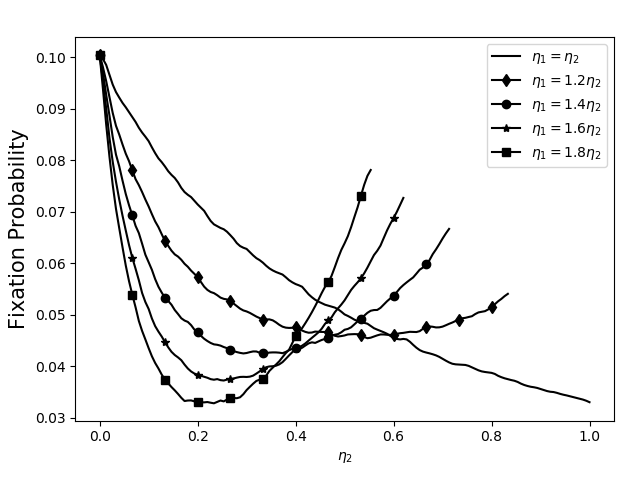 Fixation Probability
0.10
0.09
0.08
0.07
0.06
0.05
0.04
0.03
η₁ = η₂
η₁ = 1.2η₂
η₁ = 1.4η₂
η₁ = 1.6η₂
η₁ = 1.8η₂
0.0 0.2 0.4 0.6 0.8 1.0
η₂